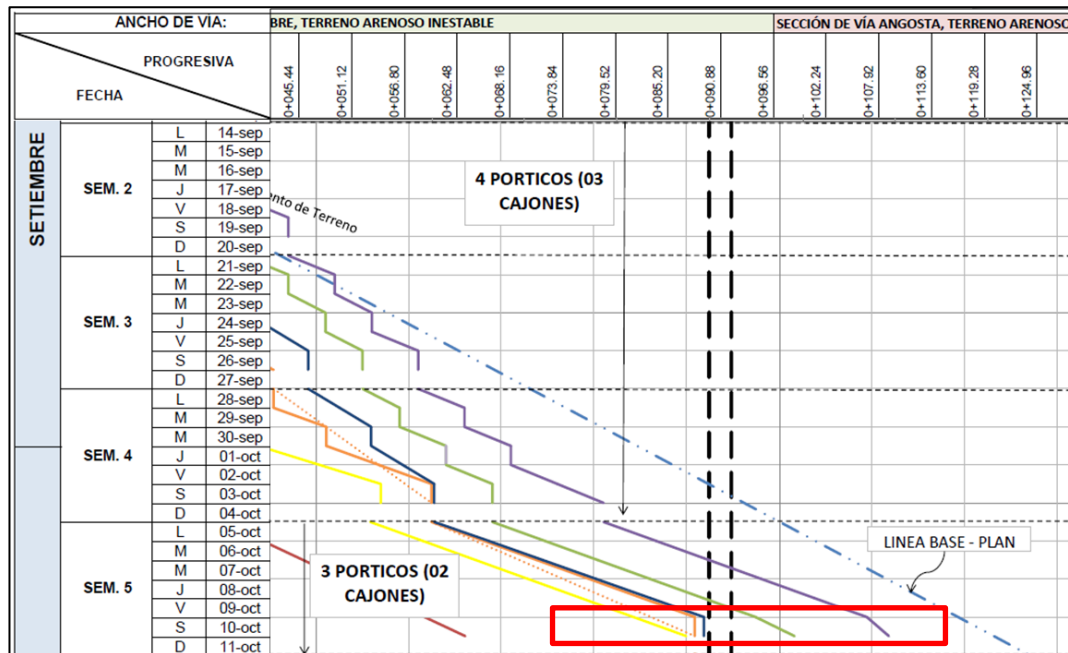 ANCHO DE VIA:
BRE, TERRENO ARENOSO INESTABLE
SECCIÓN DE VÍA ANGOSTA, TERRENO ARENOSO
PROGRESIVA
FECHA
0+045.44
0+051.12
0+056.80
0+062.48
0+068.16
0+073.84
0+079.52
0+085.20
0+090.88
0+096.56
0+102.24
0+107.92
0+113.60
0+119.28
0+124.96
SETIEMBRE
SEM. 2
L 14-sep
M 15-sep
M 16-sep
J 17-sep
V 18-sep
S 19-sep
D 20-sep
SEM. 3
L 21-sep
M 22-sep
M 23-sep
J 24-sep
V 25-sep
S 26-sep
D 27-sep
SEM. 4
L 28-sep
M 29-sep
M 30-sep
J 01-oct
V 02-oct
S 03-oct
D 04-oct
SEM. 5
L 05-oct
M 06-oct
M 07-oct
J 08-oct
V 09-oct
S 10-oct
D 11-oct
nto de Terreno
4 PORTICOS (03
CAJONES)
3 PORTICOS (02
CAJONES)
LINEA BASE - PLAN